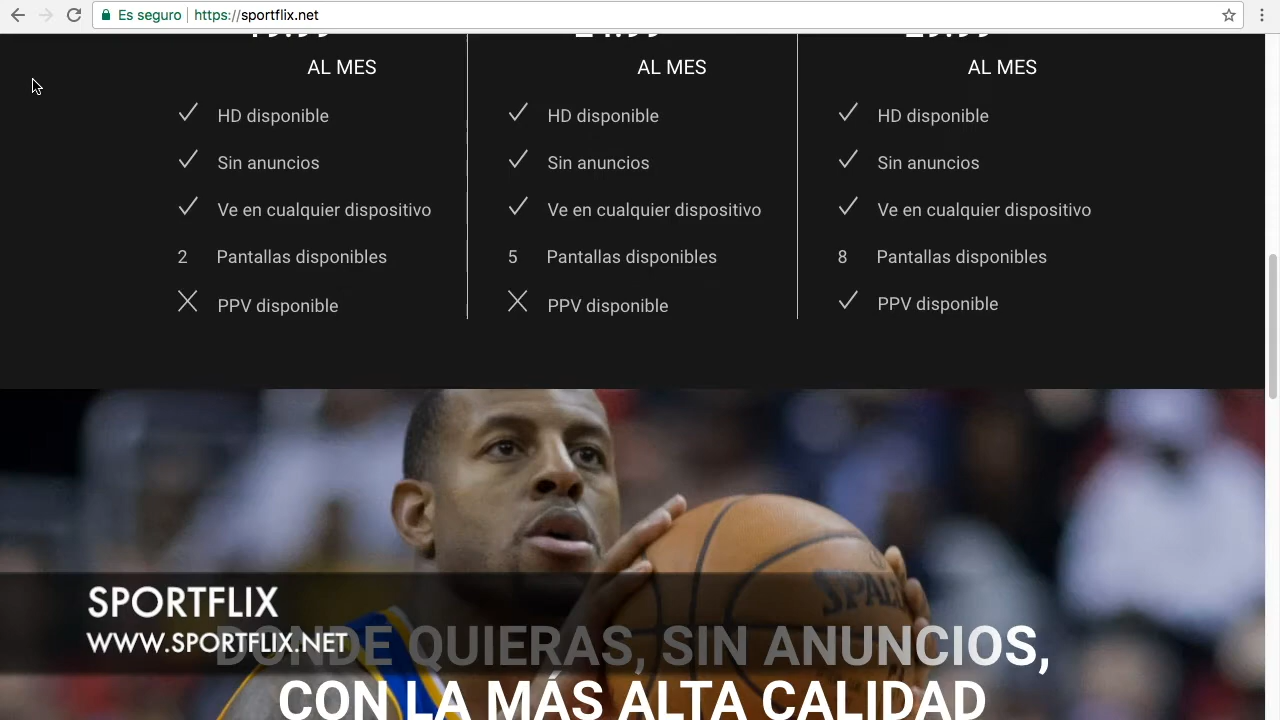 Es seguro https://sportflix.net
AL MES AL MES AL MES
HD disponible HD disponible HD disponible
Sin anuncios Sin anuncios Sin anuncios
Ve en cualquier dispositivo Ve en cualquier dispositivo Ve en cualquier dispositivo
2 Pantallas disponibles 5 Pantallas disponibles 8 Pantallas disponibles
PPV disponible PPV disponible PPV disponible
SPORTFLIX
WWW.SPORTFLIX.NET
DONDE QUIERAS, SIN ANUNCIOS,
CON LA MÁS ALTA CALIDAD